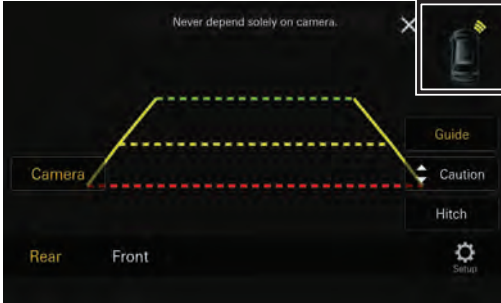 Never depend solely on camera.
Guide
Camera
Caution
Hitch
Rear
Front
Setup